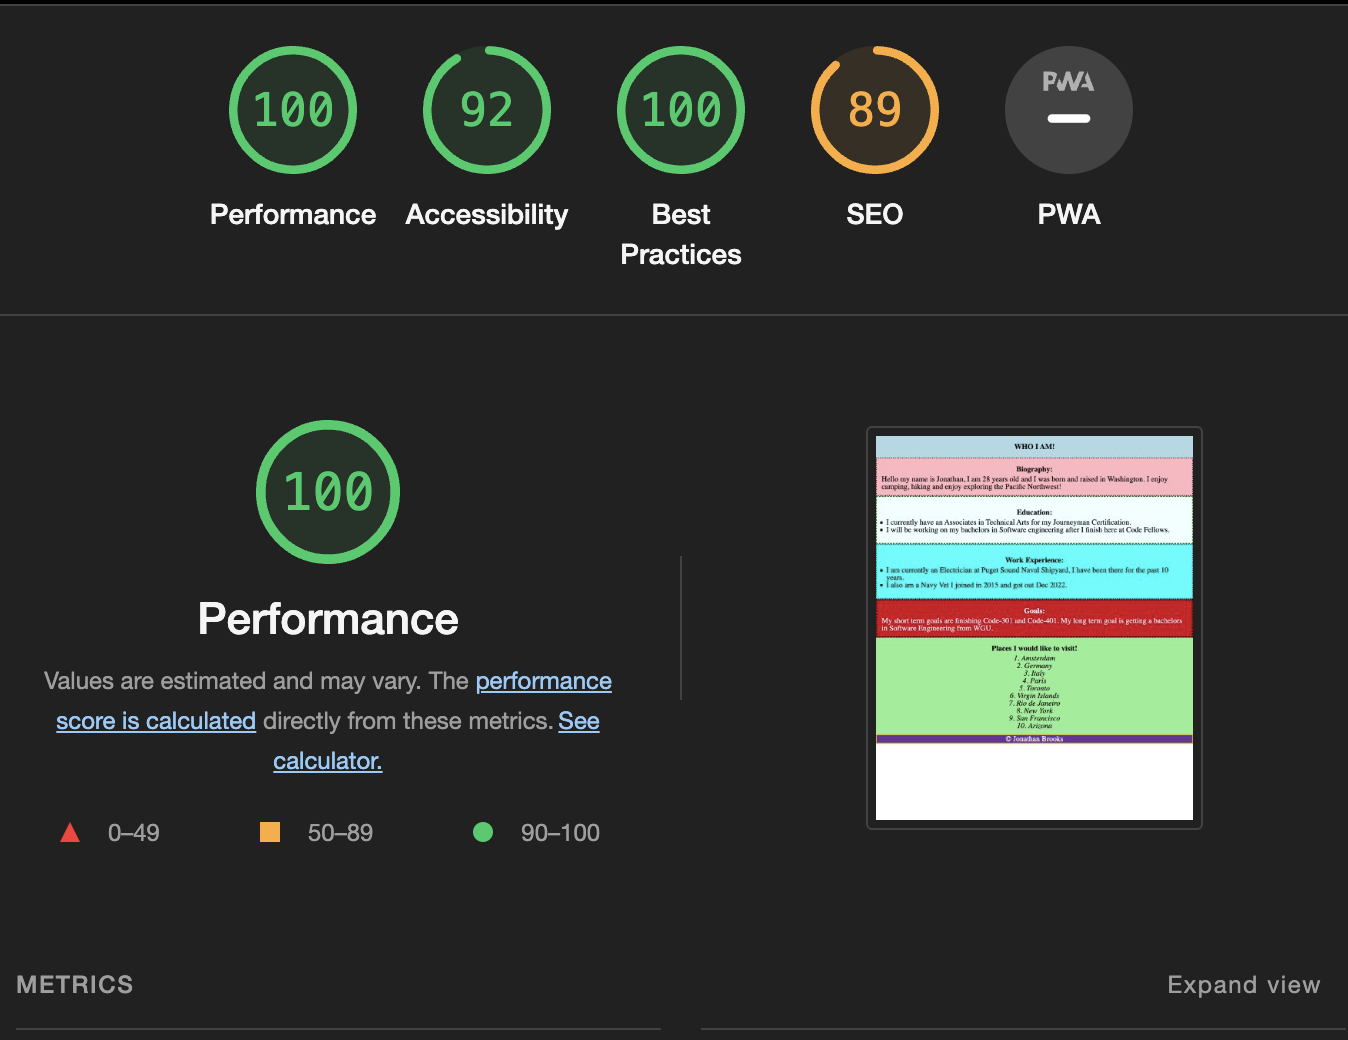 100
92
100
89
PWA
Performance
Accessibility
Best
Practices
SEO
PWA
100
Performance
Values are estimated and may vary. The performance
score is calculated directly from these metrics. See
calculator.
0–49
50–89
90–100
WHO I AM!
Biography:
Hello my name is Jonathan, I am 28 years old and I was born and raised in Washington. I enjoy
camping, hiking and enjoy exploring the Pacific Northwest!
Education:
• I currently have an Associates in Technical Arts for my Journeyman Certification.
• I will be working on my bachelors in Software engineering after I finish here at Code Fellows.
Work Experience:
• I am currently an Electrician at Puget Sound Naval Shipyard, I have been there for the past 10
years.
• I also am a Navy Vet I joined in 2015 and got out Dec 2022.
Goals:
My short term goals are finishing Code-301 and Code-401. My long term goal is getting a bachelors
in Software Engineering from WGU.
Places I would like to visit!
1. Amsterdam
2. Germany
3. Italy
4. Paris
5. Toronto
6. Virgin Islands
7. Rio de Janeiro
8. New York
9. San Francisco
10. Arizona
© Jonathan Brooks
METRICS
Expand view